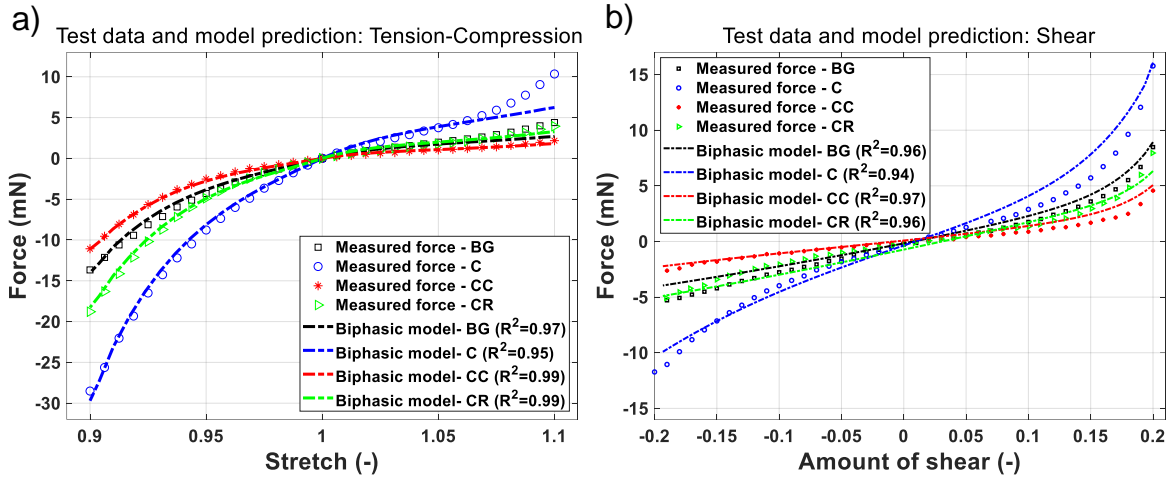 a)
Test data and model prediction: Tension-Compression
10
5
0
-5
-10
-15
-20
-25
-30
Force (mN)
Measured force - BG
Measured force - C
Measured force - CC
Measured force - CR
Biphasic model- BG (R²=0.97)
Biphasic model- C (R²=0.95)
Biphasic model- CC (R²=0.99)
Biphasic model- CR (R²=0.99)
0.9 0.95 1 1.05 1.1
Stretch (-)
b)
Test data and model prediction: Shear
15
10
5
0
-5
-10
-15
Force (mN)
Measured force - BG
Measured force - C
Measured force - CC
Measured force - CR
Biphasic model- BG (R²=0.96)
Biphasic model- C (R²=0.94)
Biphasic model- CC (R²=0.97)
Biphasic model- CR (R²=0.96)
-0.2 -0.15 -0.1 -0.05 0 0.05 0.1 0.15 0.2
Amount of shear (-)